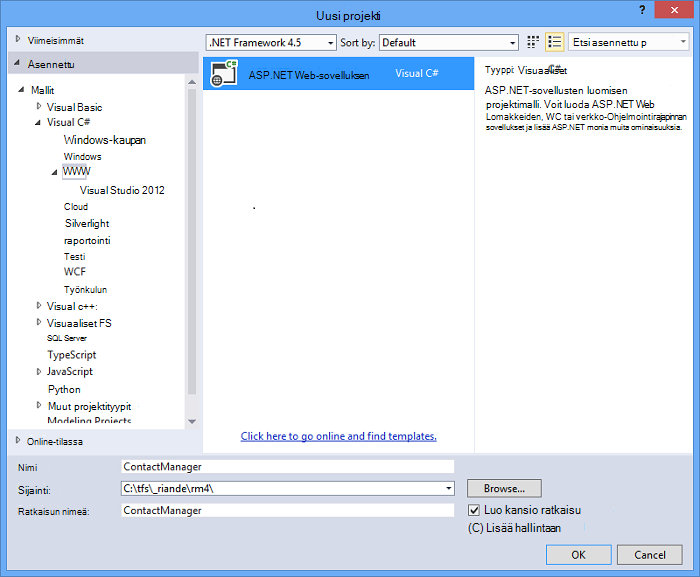 Uusi projekti
?
Viimeisimmät
.NET Framework 4.5
Sort by:
Default
Etsi asennettu p
Asennettu
Mallit
Visual Basic
Visual C#
Windows-kaupan
Windows
WWW
Visual Studio 2012
Cloud
Silverlight
raportointi
Testi
WCF
Työnkulun
Visual c++:
Visuaaliset FS
SQL Server
TypeScript
JavaScript
Python
Muut projektityypit
Modeling Projects
Online-tilassa
ASP.NET Web-sovelluksen
Visual C#
Click here to go online and find templates.
Tyyppi: Visuaaliset C#
ASP.NET-sovellusten luomisen
projektimalli. Voit luoda ASP.NET Web
Lomakkeiden, WC tai verkko-Ohjelmointirajapinnan
sovellukset ja lisää ASP.NET monia muita ominaisuuksia.
Nimi
ContactManager
Sijainti:
C:\tfs\_riande\rm4\
Browse...
Ratkaisun nimeä:
ContactManager
Luo kansio ratkaisu
(C) Lisää hallintaan
OK
Cancel